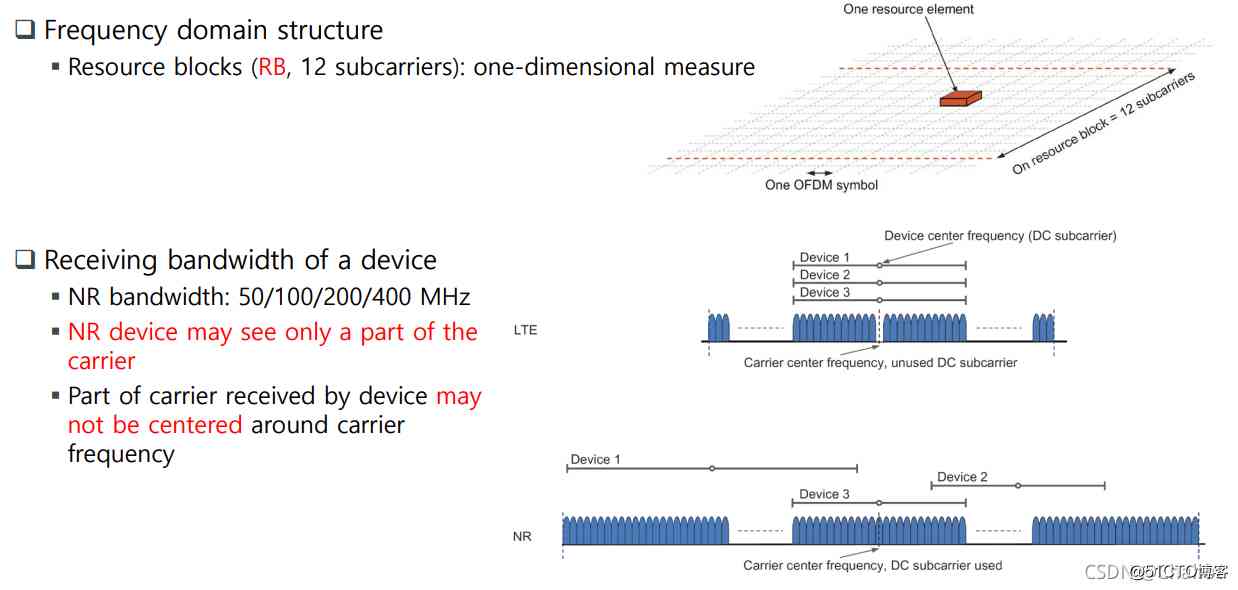 Frequency domain structure
Resource blocks (RB, 12 subcarriers): one-dimensional measure
One resource element
On resource block = 12 subcarriers
One OFDM symbol
Receiving bandwidth of a device
NR bandwidth: 50/100/200/400 MHz
NR device may see only a part of the
carrier
Part of carrier received by device may
not be centered around carrier
frequency
Device center frequency (DC subcarrier)
Device 1
Device 2
Device 3
LTE
Carrier center frequency, unused DC subcarrier
Device 1
Device 2
Device 3
NR
Carrier center frequency, DC subcarrier used
@51CTO博客